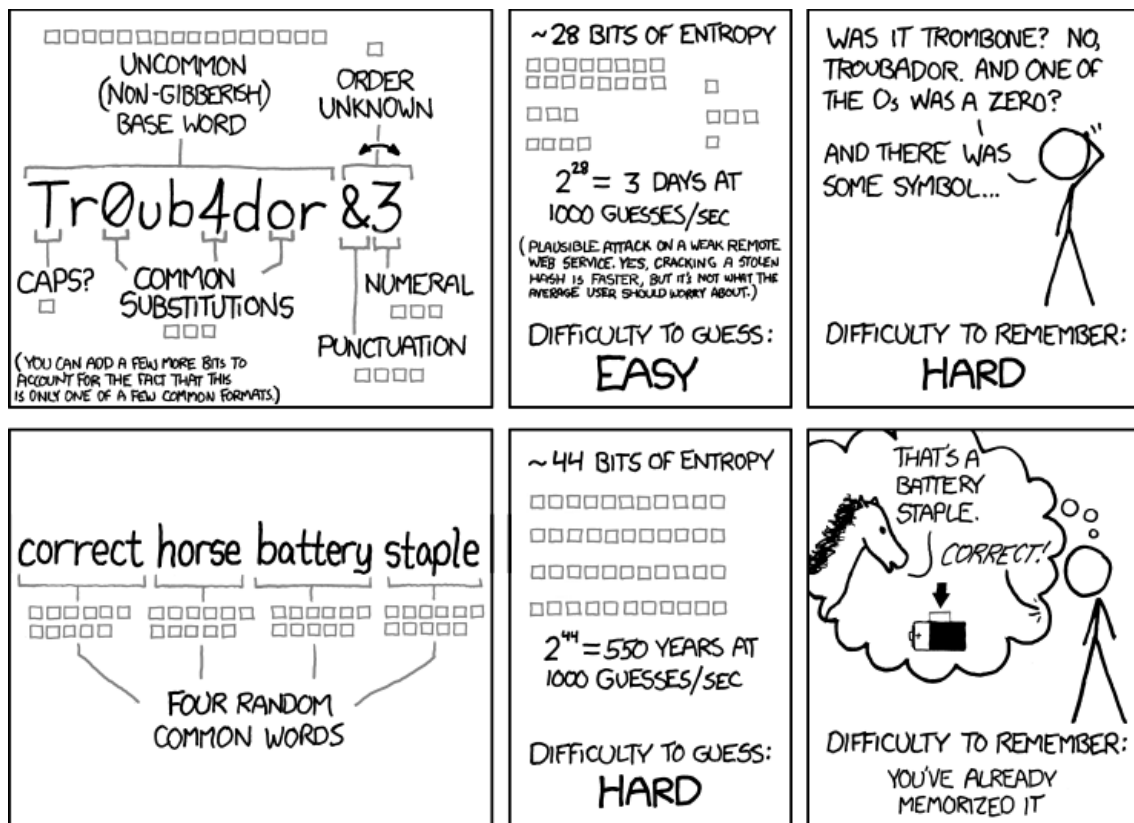 UNCOMMON
(NON-GIBBERISH)
BASE WORD
ORDER
UNKNOWN
Tr0ub4dor &3
CAPS?
COMMON
SUBSTITUTIONS
NUMERAL
PUNCTUATION
(YOU CAN ADD A FEW MORE BITS TO
ACCOUNT FOR THE FACT THAT THIS
IS ONLY ONE OF A FEW COMMON FORMATS.)
~28 BITS OF ENTROPY
2²⁸ = 3 DAYS AT
1000 GUESSES/SEC
(PLAUSIBLE ATTACK ON A WEAK REMOTE
WEB SERVICE. YES, CRACKING A STOLEN
HASH IS FASTER, BUT IT'S NOT WHAT THE
AVERAGE USER SHOULD WORRY ABOUT.)
DIFFICULTY TO GUESS:
EASY
WAS IT TROMBONE? NO,
TROUBADOR. AND ONE OF
THE Os WAS A ZERO?
AND THERE WAS
SOME SYMBOL...
DIFFICULTY TO REMEMBER:
HARD
correct horse battery staple
FOUR RANDOM
COMMON WORDS
~44 BITS OF ENTROPY
2⁴⁴ = 550 YEARS AT
1000 GUESSES/SEC
DIFFICULTY TO GUESS:
HARD
THAT'S A
BATTERY
STAPLE.
CORRECT!
DIFFICULTY TO REMEMBER:
YOU'VE ALREADY
MEMORIZED IT